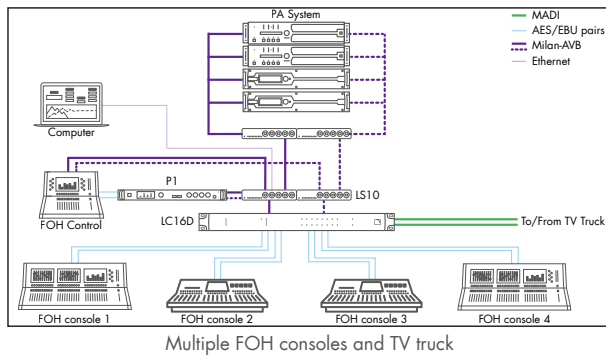 PA System
MADI
AES/EBU pairs
Milan-AVB
Ethernet
Computer
P1
LS10
FOH Control
LC16D
To/From TV Truck
FOH console 1
FOH console 2
FOH console 3
FOH console 4
Multiple FOH consoles and TV truck